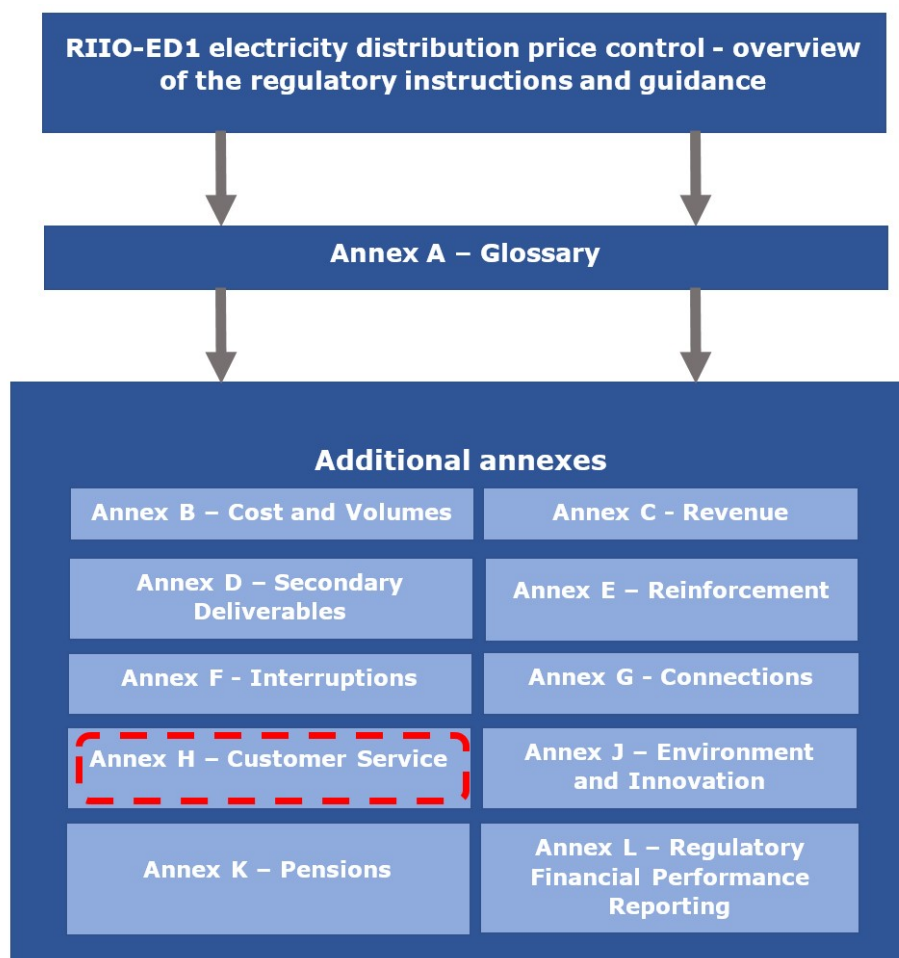 RIIO-ED1 electricity distribution price control - overview
of the regulatory instructions and guidance
Annex A – Glossary
Additional annexes
Annex B – Cost and Volumes
Annex C - Revenue
Annex D – Secondary
Deliverables
Annex E – Reinforcement
Annex F - Interruptions
Annex G - Connections
Annex H – Customer Service
Annex J – Environment
and Innovation
Annex K – Pensions
Annex L – Regulatory
Financial Performance
Reporting